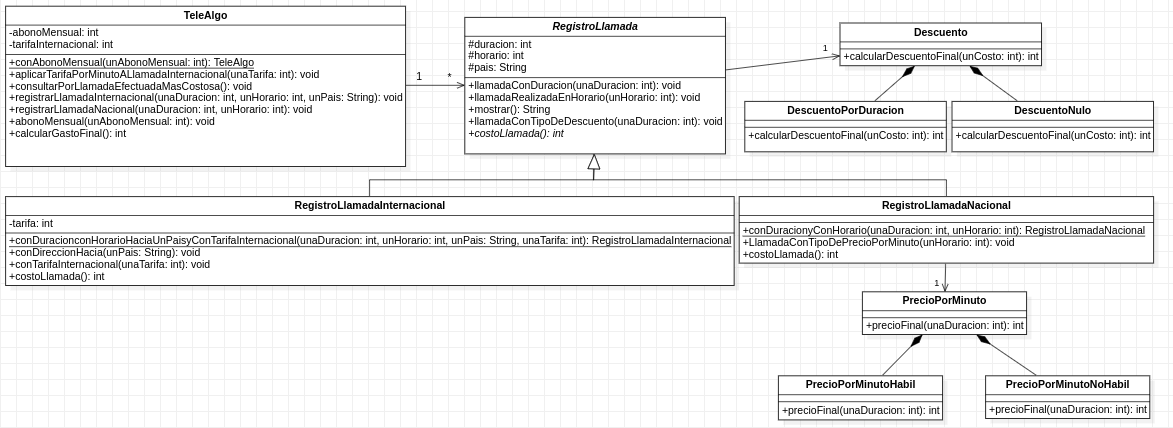 TeleAlgo
-abonoMensual: int
-tarifaInternacional: int
+conAbonoMensual(unAbonoMensual: int): TeleAlgo
+aplicarTarifaPorMinutoALlamadaInternacional(unaTarifa: int): void
+consultarPorLlamadaEfectuadaMasCostosa(): void
+registrarLlamadaInternacional(unaDuracion: int, unHorario: int, unPais: String): void
+registrarLlamadaNacional(unaDuracion: int, unHorario: int): void
+abonoMensual(unAbonoMensual: int): void
+calcularGastoFinal(): int
1
*
RegistroLlamada
#duracion: int
#horario: int
#pais: String
+llamadaConDuracion(unaDuracion: int): void
+llamadaRealizadaEnHorario(unHorario: int): void
+mostrar(): String
+llamadaConTipoDeDescuento(unaDuracion: int): void
+costoLlamada(): int
1
Descuento
+calcularDescuentoFinal(unCosto: int): int
DescuentoPorDuracion
+calcularDescuentoFinal(unCosto: int): int
DescuentoNulo
+calcularDescuentoFinal(unCosto: int): int
RegistroLlamadaInternacional
-tarifa: int
+conDuracionconHorarioHaciaUnPaisyConTarifaInternacional(unaDuracion: int, unHorario: int, unPais: String, unaTarifa: int): RegistroLlamadaInternacional
+conDireccionHacia(unPais: String): void
+conTarifaInternacional(unaTarifa: int): void
+costoLlamada(): int
RegistroLlamadaNacional
+conDuracionyConHorario(unaDuracion: int, unHorario: int): RegistroLlamadaNacional
+LlamadaConTipoDePrecioPorMinuto(unHorario: int): void
+costoLlamada(): int
1
PrecioPorMinuto
+precioFinal(unaDuracion: int): int
PrecioPorMinutoHabil
+precioFinal(unaDuracion: int): int
PrecioPorMinutoNoHabil
+precioFinal(unaDuracion: int): int